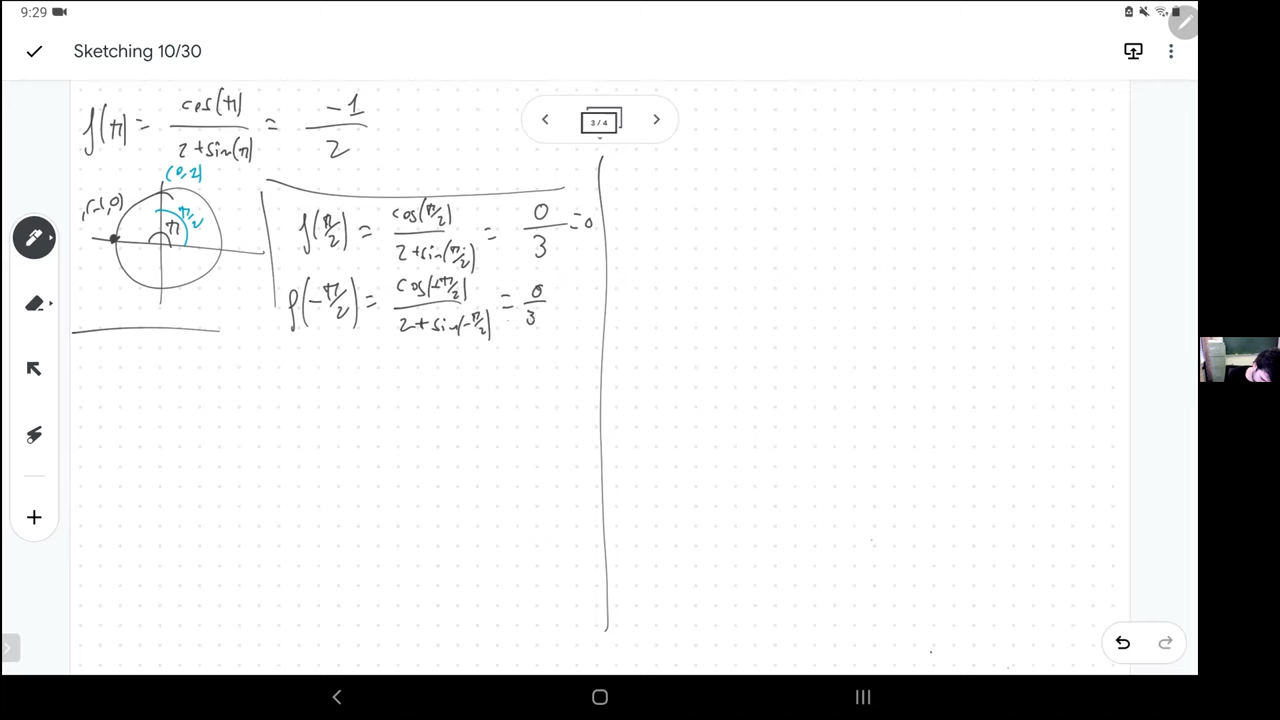 9:29
Sketching 10/30
3 / 4
f(π) = cos(π) / 2 + sin(π) = -1 / 2
(0,2)
(-1,0)
π/2
π
f(π/2) = cos(π/2) / 2 + sin(π/2) = 0 / 3 = 0
f(-π/2) = cos(-π/2) / 2 + sin(-π/2) = 0 / 3